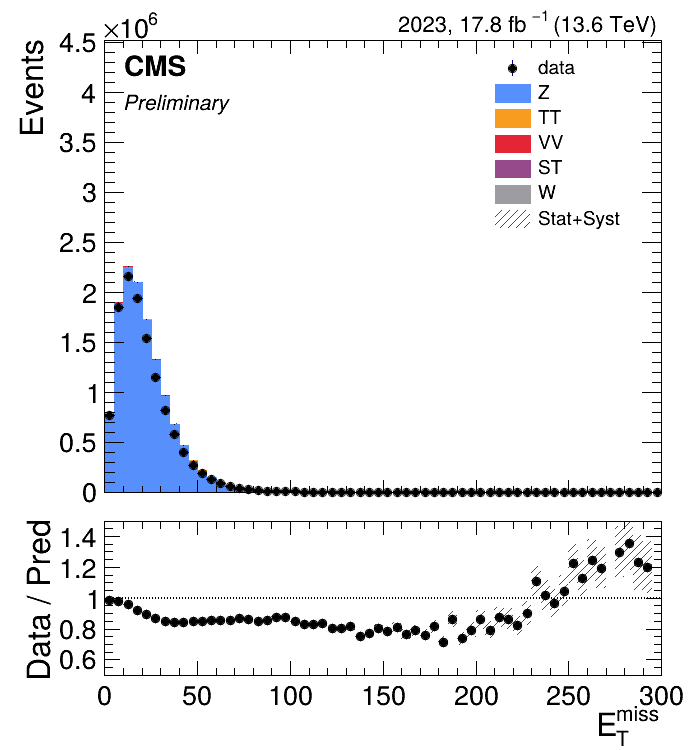 ×10⁶
2023, 17.8 fb⁻¹ (13.6 TeV)
Events
CMS
Preliminary
data
Z
TT
VV
ST
W
Stat+Syst
4.5
4
3.5
3
2.5
2
1.5
1
0.5
0
Data / Pred
1.4
1.2
1
0.8
0.6
0 50 100 150 200 250 300
E_T^miss